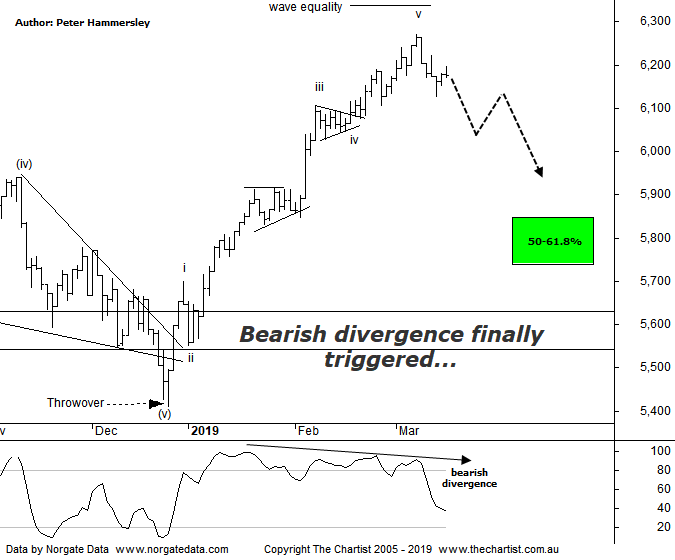 wave equality
Author: Peter Hammersley
v
6,300
6,200
iii
6,100
iv
(iv)
6,000
5,900
50-61.8%
5,800
i
5,700
Bearish divergence finally
triggered...
5,600
ii
5,500
Throwover
(v)
5,400
v
Dec
2019
Feb
Mar
100
bearish
divergence
80
60
40
20
Data by Norgate Data www.norgatedata.com Copyright The Chartist 2005 - 2019 www.thechartist.com.au